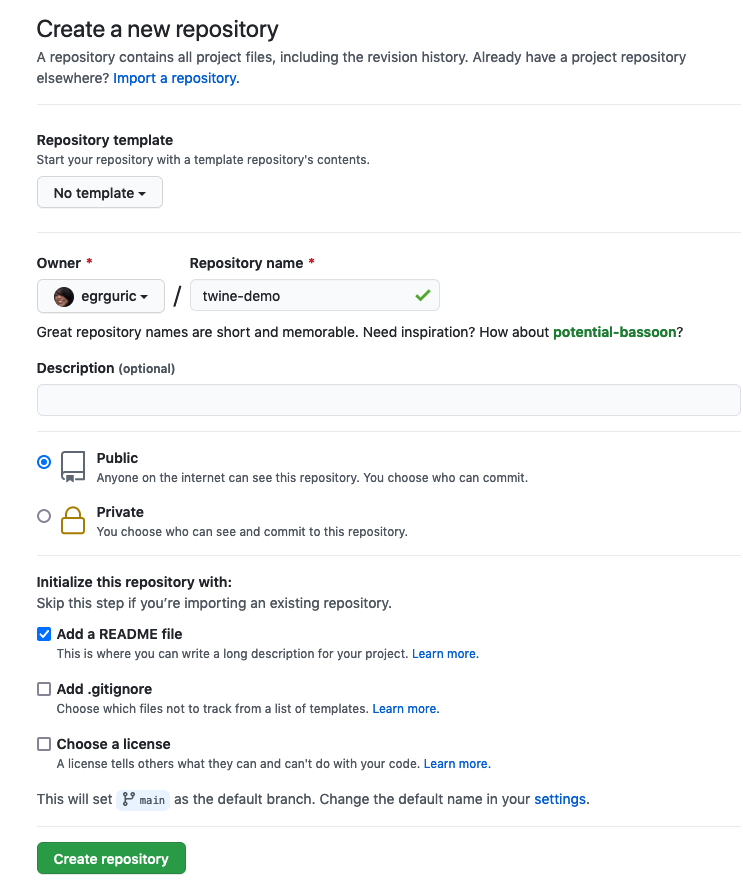 Create a new repository
A repository contains all project files, including the revision history. Already have a project repository
elsewhere? Import a repository.
Repository template
Start your repository with a template repository's contents.
No template
Owner * Repository name *
egrguric / twine-demo
Great repository names are short and memorable. Need inspiration? How about potential-bassoon?
Description (optional)
Public
Anyone on the internet can see this repository. You choose who can commit.
Private
You choose who can see and commit to this repository.
Initialize this repository with:
Skip this step if you’re importing an existing repository.
Add a README file
This is where you can write a long description for your project. Learn more.
Add .gitignore
Choose which files not to track from a list of templates. Learn more.
Choose a license
A license tells others what they can and can't do with your code. Learn more.
This will set main as the default branch. Change the default name in your settings.
Create repository